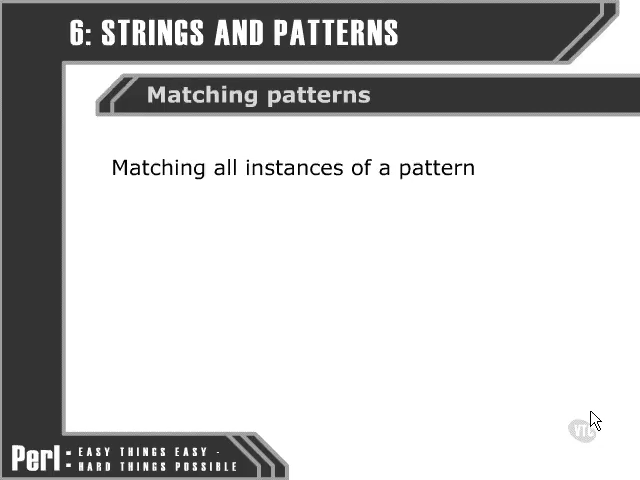 6: STRINGS AND PATTERNS
Matching patterns
Matching all instances of a pattern
VTC
Perl: EASY THINGS EASY -
HARD THINGS POSSIBLE